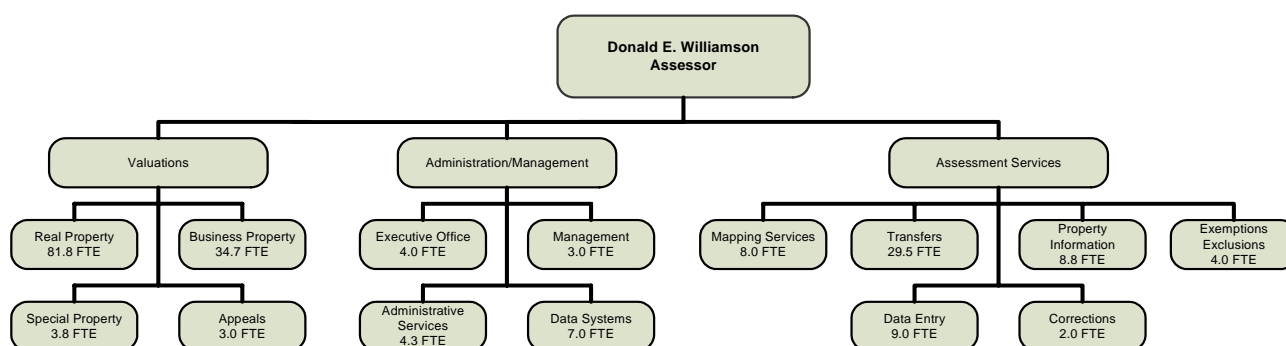 Donald E. Williamson
Assessor
Valuations
Administration/Management
Assessment Services
Real Property
81.8 FTE
Business Property
34.7 FTE
Executive Office
4.0 FTE
Management
3.0 FTE
Mapping Services
8.0 FTE
Transfers
29.5 FTE
Property
Information
8.8 FTE
Exemptions
Exclusions
4.0 FTE
Special Property
3.8 FTE
Appeals
3.0 FTE
Administrative
Services
4.3 FTE
Data Systems
7.0 FTE
Data Entry
9.0 FTE
Corrections
2.0 FTE